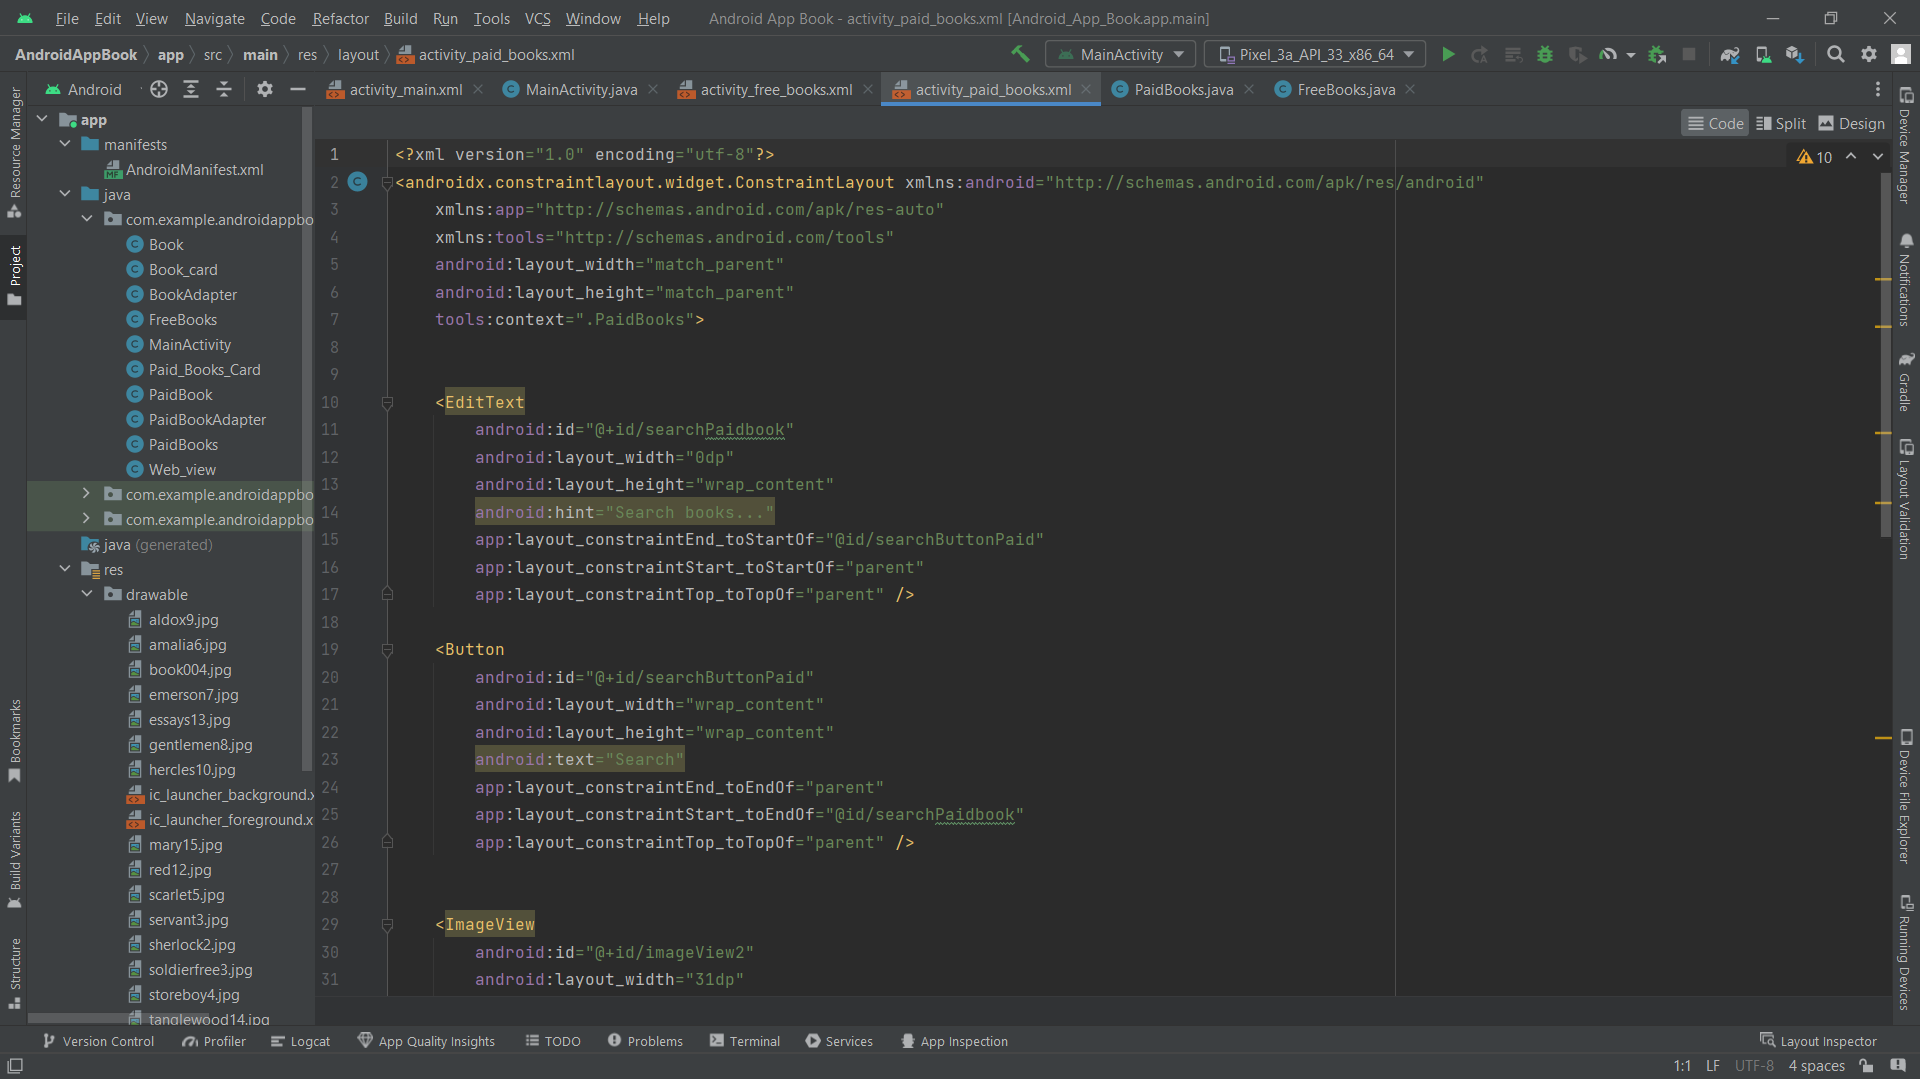 File Edit View Navigate Code Refactor Build Run Tools VCS Window Help Android App Book - activity_paid_books.xml [Android_App_Book.app.main]
AndroidAppBook app src main res layout activity_paid_books.xml MainActivity Pixel_3a_API_33_x86_64
Android activity_main.xml MainActivity.java activity_free_books.xml activity_paid_books.xml PaidBooks.java FreeBooks.java
Code Split Design
Resource Manager
Project
Bookmarks
Build Variants
Structure
app
manifests
AndroidManifest.xml
java
com.example.androidappbo
Book
Book_card
BookAdapter
FreeBooks
MainActivity
Paid_Books_Card
PaidBook
PaidBookAdapter
PaidBooks
Web_view
com.example.androidappbo
com.example.androidappbo
java (generated)
res
drawable
aldox9.jpg
amalia6.jpg
book004.jpg
emerson7.jpg
essays13.jpg
gentlemen8.jpg
hercles10.jpg
ic_launcher_background.x
ic_launcher_foreground.x
mary15.jpg
red12.jpg
scarlet5.jpg
servant3.jpg
sherlock2.jpg
soldierfree3.jpg
storeboy4.jpg
tanglewood14.jpg
10
1 <?xml version="1.0" encoding="utf-8"?>
2 <androidx.constraintlayout.widget.ConstraintLayout xmlns:android="http://schemas.android.com/apk/res/android"
3 xmlns:app="http://schemas.android.com/apk/res-auto"
4 xmlns:tools="http://schemas.android.com/tools"
5 android:layout_width="match_parent"
6 android:layout_height="match_parent"
7 tools:context=".PaidBooks">
8
9
10 <EditText
11 android:id="@+id/searchPaidbook"
12 android:layout_width="0dp"
13 android:layout_height="wrap_content"
14 android:hint="Search books..."
15 app:layout_constraintEnd_toStartOf="@id/searchButtonPaid"
16 app:layout_constraintStart_toStartOf="parent"
17 app:layout_constraintTop_toTopOf="parent" />
18
19 <Button
20 android:id="@+id/searchButtonPaid"
21 android:layout_width="wrap_content"
22 android:layout_height="wrap_content"
23 android:text="Search"
24 app:layout_constraintEnd_toEndOf="parent"
25 app:layout_constraintStart_toEndOf="@id/searchPaidbook"
26 app:layout_constraintTop_toTopOf="parent" />
27
28
29 <ImageView
30 android:id="@+id/imageView2"
31 android:layout_width="31dp"
Device Manager
Notifications
Gradle
Layout Validation
Device File Explorer
Running Devices
Version Control Profiler Logcat App Quality Insights TODO Problems Terminal Services App Inspection Layout Inspector
1:1 LF UTF-8 4 spaces